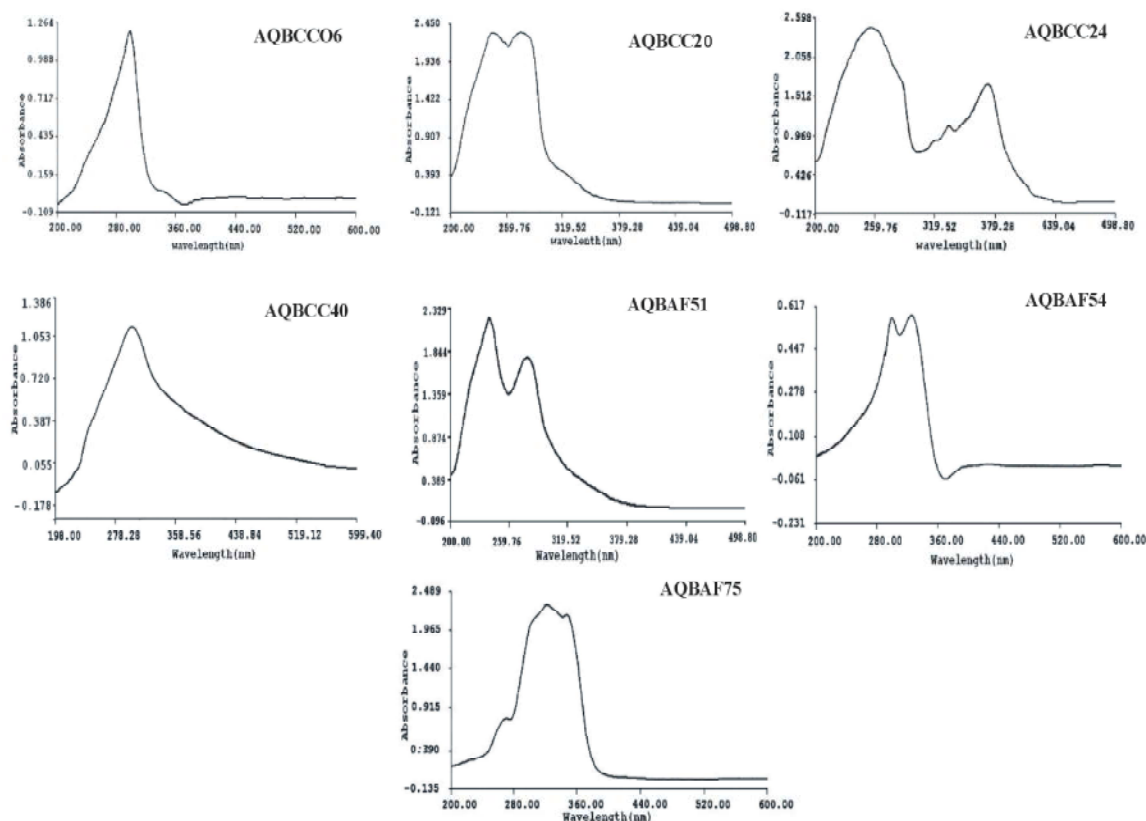 AQBCCO6
1.264
0.988
0.717
0.435
0.159
-0.109
Absorbance
200.00 280.00 360.00 440.00 520.00 600.00
wavelength(nm)
AQBCC20
2.450
1.936
1.422
0.907
0.393
-0.121
Absorbance
200.00 259.76 319.52 379.28 439.04 498.80
wavelenth(nm)
AQBCC24
2.598
2.058
1.512
0.969
0.426
-0.117
Absorbance
200.00 259.76 319.52 379.28 439.04 498.80
wavelength(nm)
AQBCC40
1.386
1.053
0.720
0.387
0.055
-0.178
Absorbance
198.00 278.28 358.56 438.84 519.12 599.40
Wavelength(nm)
AQBAF51
2.329
1.844
1.359
0.874
0.389
-0.096
Absorbance
200.00 259.76 319.52 379.28 439.04 498.80
Wavelength(nm)
AQBAF54
0.617
0.447
0.278
0.108
-0.061
-0.231
Absorbance
200.00 280.00 360.00 440.00 520.00 600.00
Wavelength(nm)
AQBAF75
2.489
1.965
1.440
0.915
0.390
-0.135
Absorbance
200.00 280.00 360.00 440.00 520.00 600.00
Wavelength(nm)